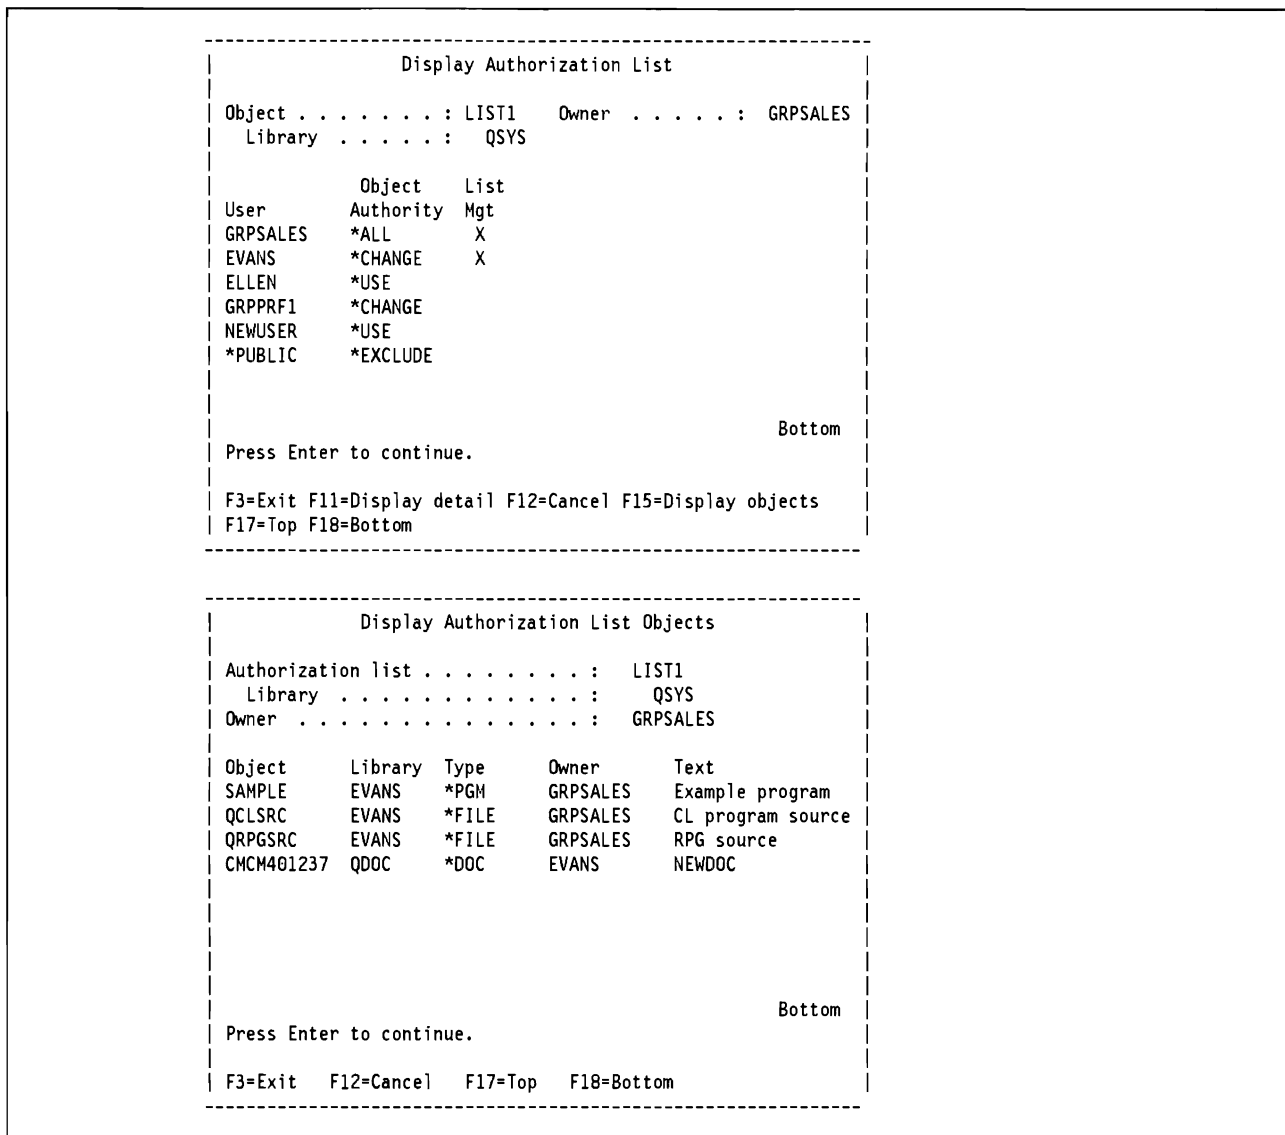 Display Authorization List
Object . . . . . . . : LIST1 Owner . . . . . : GRPSALES
Library . . . . . : QSYS
Object List
User Authority Mgt
GRPSALES *ALL X
EVANS *CHANGE X
ELLEN *USE
GRPPRF1 *CHANGE
NEWUSER *USE
*PUBLIC *EXCLUDE
Bottom
Press Enter to continue.
F3=Exit F11=Display detail F12=Cancel F15=Display objects
F17=Top F18=Bottom
Display Authorization List Objects
Authorization list . . . . . . . . : LIST1
Library . . . . . . . . . . . . : QSYS
Owner . . . . . . . . . . . . . . : GRPSALES
Object Library Type Owner Text
SAMPLE EVANS *PGM GRPSALES Example program
QCLSRC EVANS *FILE GRPSALES CL program source
QRPGSRC EVANS *FILE GRPSALES RPG source
CMCM401237 QDOC *DOC EVANS NEWDOC
Bottom
Press Enter to continue.
F3=Exit F12=Cancel F17=Top F18=Bottom